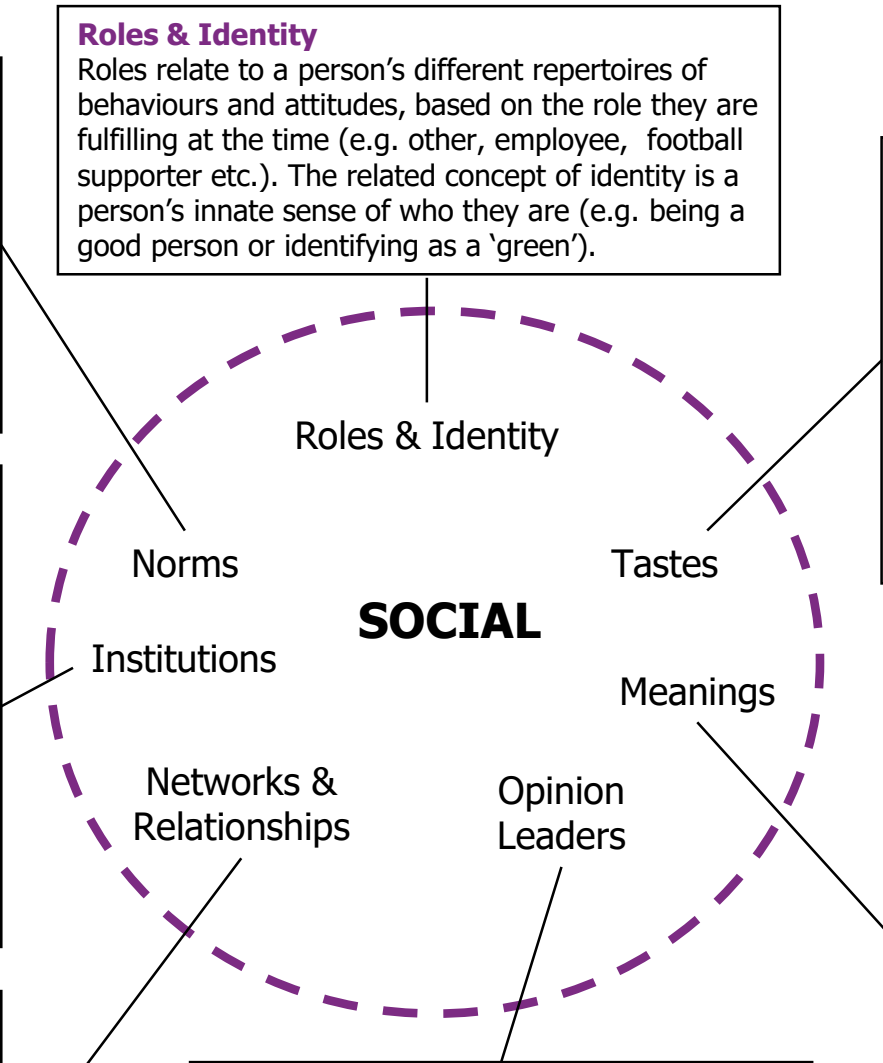 Roles & Identity
Roles relate to a person’s different repertoires of
behaviours and attitudes, based on the role they are
fulfilling at the time (e.g. other, employee,  football
supporter etc.). The related concept of identity is a
person’s innate sense of who they are (e.g. being a
good person or identifying as a ‘green’).
Roles & Identity
Norms
Tastes
SOCIAL
Institutions
Meanings
Networks &
Relationships
Opinion
Leaders